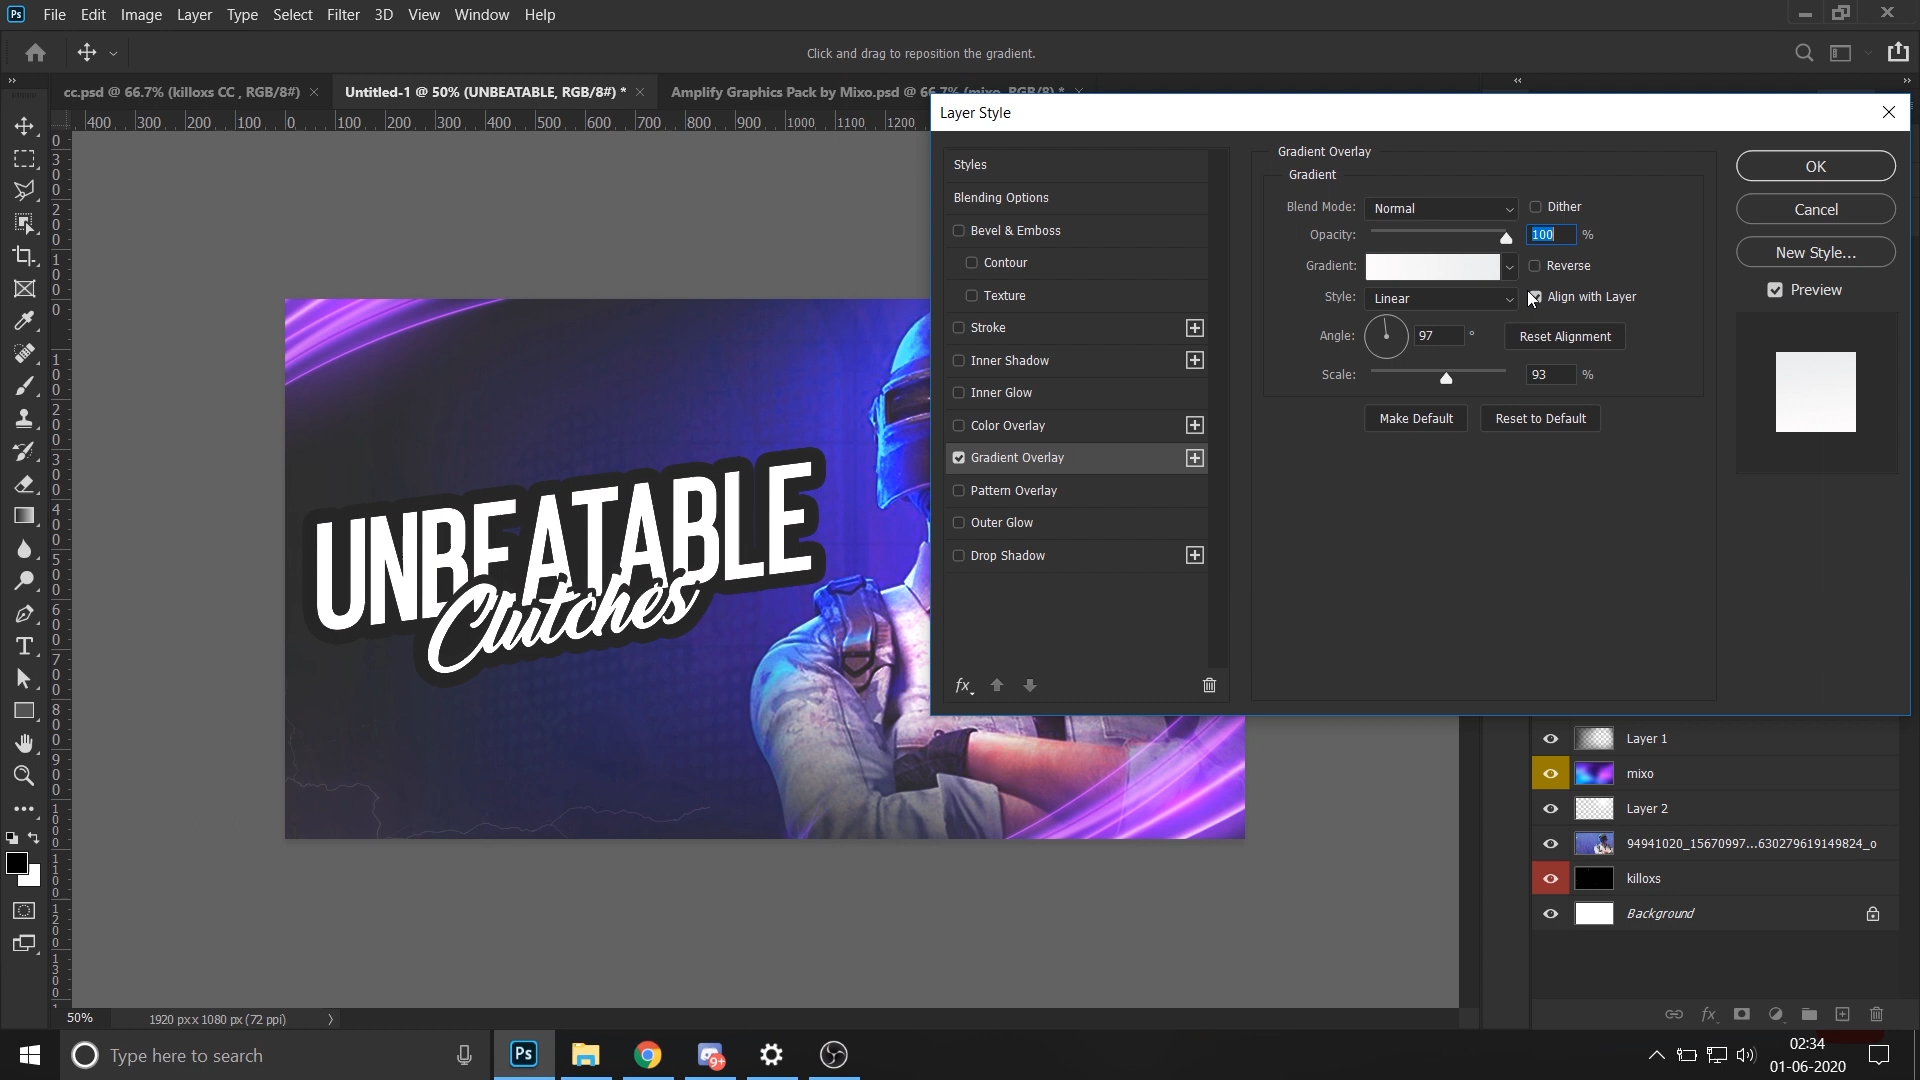 Ps File Edit Image Layer Type Select Filter 3D View Window Help
Click and drag to reposition the gradient.
cc.psd @ 66.7% (killoxs CC , RGB/8#)
Untitled-1 @ 50% (UNBEATABLE, RGB/8#) *
Amplify Graphics Pack by Mixo.psd @ 66.7% (mixo, RGB/8) *
400 300 200 100 0 100 200 300 400 500 600 700 800 900 1000 1100 1200
Layer Style
Styles
Blending Options
Bevel & Emboss
Contour
Texture
Stroke
Inner Shadow
Inner Glow
Color Overlay
Gradient Overlay
Pattern Overlay
Outer Glow
Drop Shadow
fx
Gradient Overlay
Gradient
Blend Mode: Normal Dither
Opacity: 100 %
Gradient: Reverse
Style: Linear Align with Layer
Angle: 97 ° Reset Alignment
Scale: 93 %
Make Default Reset to Default
OK
Cancel
New Style...
Preview
UNBEATABLE
Clutches
Layer 1
mixo
Layer 2
94941020_15670997...630279619149824_o
killoxs
Background
fx
50% 1920 px x 1080 px (72 ppi)
Type here to search
Ps
9+
02:34
01-06-2020